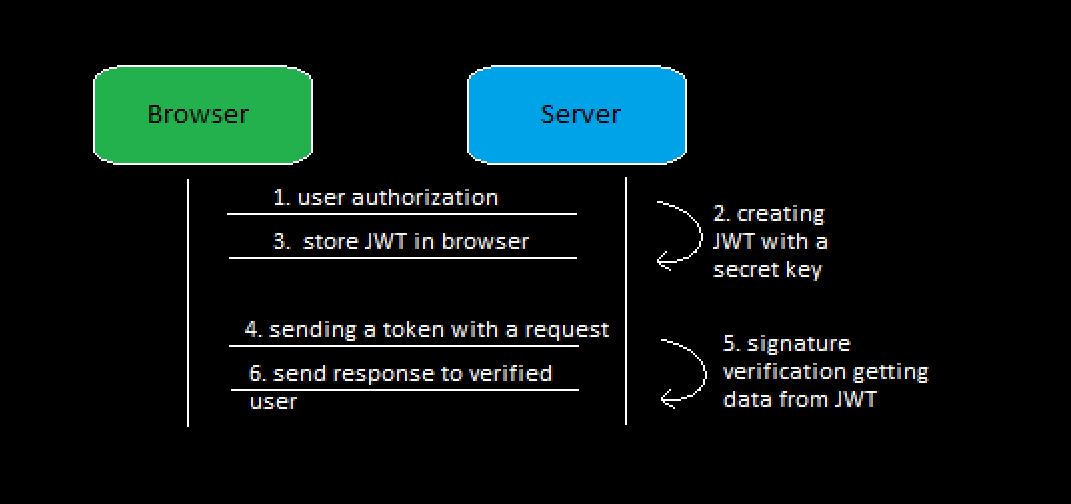 Browser
Server
1. user authorization
2. creating
JWT with a
secret key
3. store JWT in browser
4. sending a token with a request
5. signature
verification getting
data from JWT
6. send response to verified
user